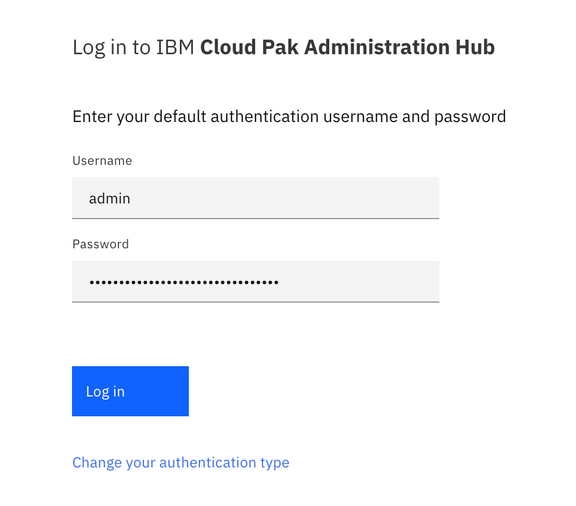 Log in to IBM Cloud Pak Administration Hub
Enter your default authentication username and password
Username
admin
Password
••••••••••••••••••••••••••••••••
Log in
Change your authentication type